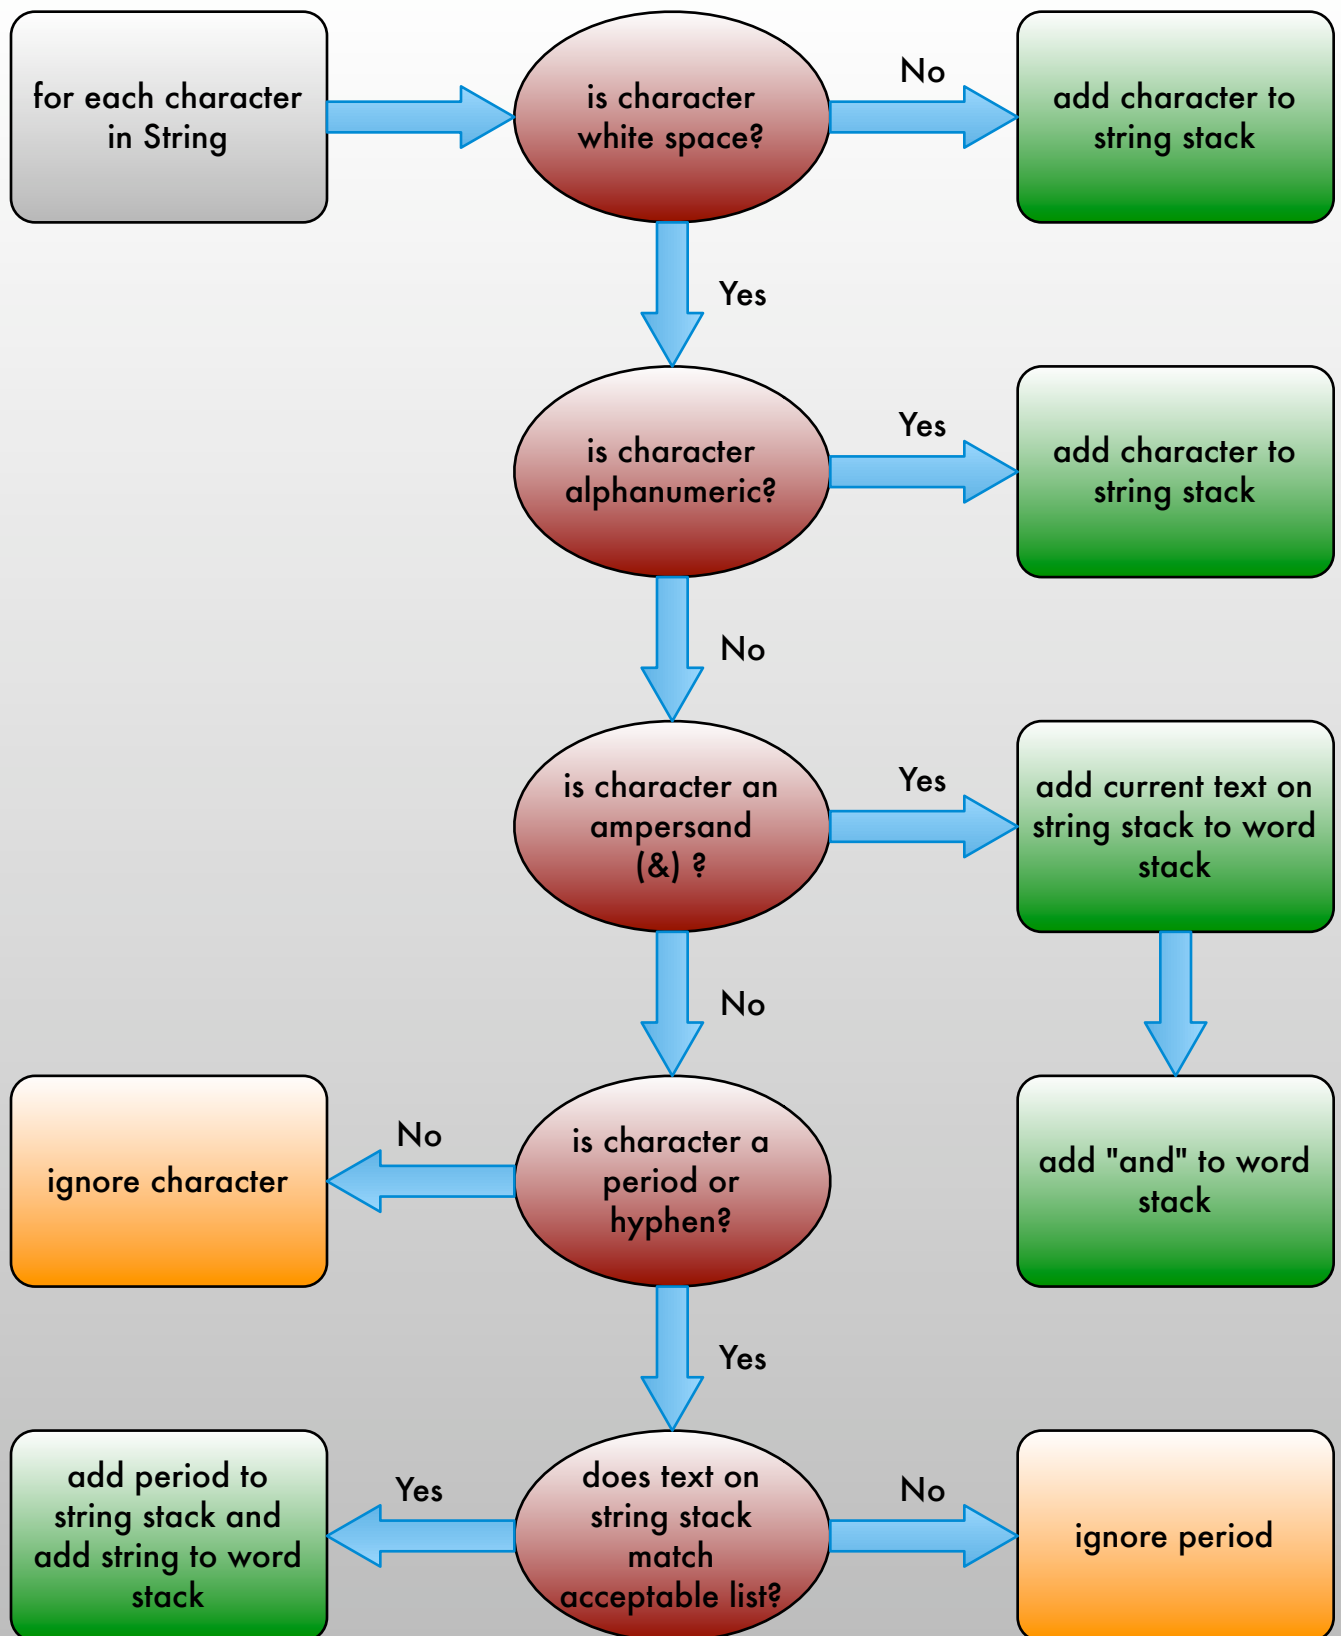 for each character
in String
is character
white space?
No
add character to
string stack
Yes
is character
alphanumeric?
Yes
add character to
string stack
No
is character an
ampersand
(&) ?
Yes
add current text on
string stack to word
stack
No
ignore character
No
is character a
period or
hyphen?
add "and" to word
stack
Yes
add period to
string stack and
add string to word
stack
Yes
does text on
string stack
match
acceptable list?
No
ignore period